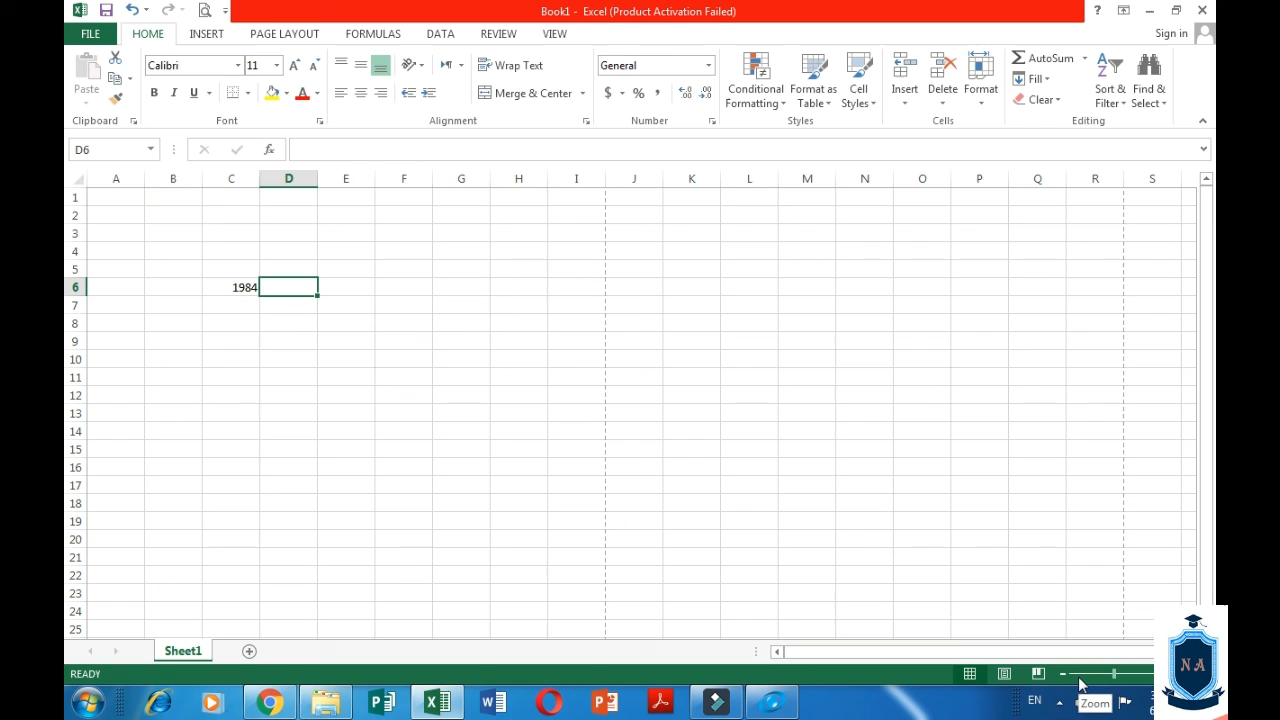 Book1 - Excel (Product Activation Failed)
?
FILE HOME INSERT PAGE LAYOUT FORMULAS DATA REVIEW VIEW
Sign in
Paste
Clipboard
Calibri 11
B I U
Font
Wrap Text
Merge & Center
Alignment
General
$ % ,
Number
Conditional Formatting
Format as Table
Cell Styles
Styles
Insert Delete Format
Cells
AutoSum
Fill
Clear
Sort & Filter
Find & Select
Editing
D6
fx
A B C D E F G H I J K L M N O P Q R S
1
2
3
4
5
6 1984
7
8
9
10
11
12
13
14
15
16
17
18
19
20
21
22
23
24
25
Sheet1
READY
EN
Zoom
N A